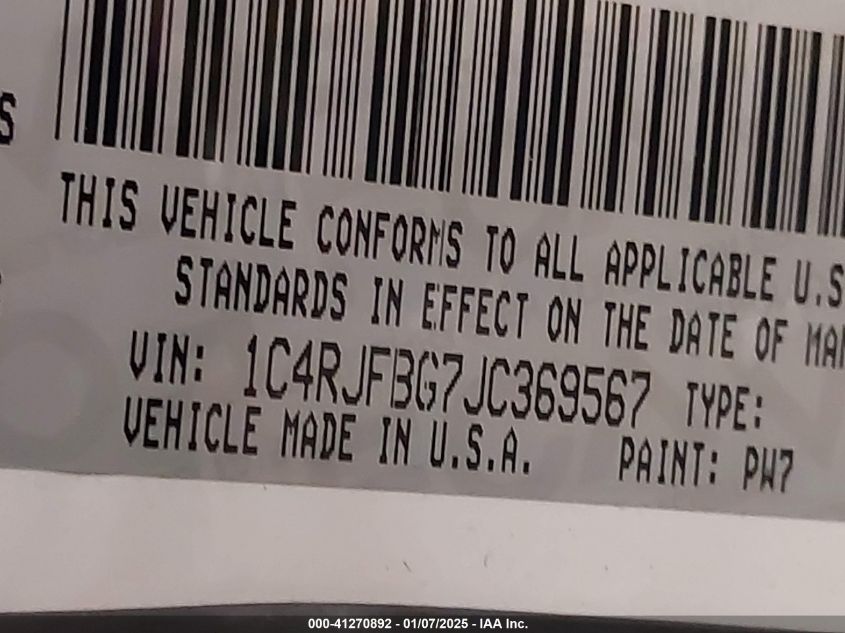 S
THIS VEHICLE CONFORMS TO ALL APPLICABLE U.S
STANDARDS IN EFFECT ON THE DATE OF MAN
VIN: 1C4RJFBG7JC369567 TYPE:
VEHICLE MADE IN U.S.A. PAINT: PW7
000-41270892 - 01/07/2025 - IAA Inc.